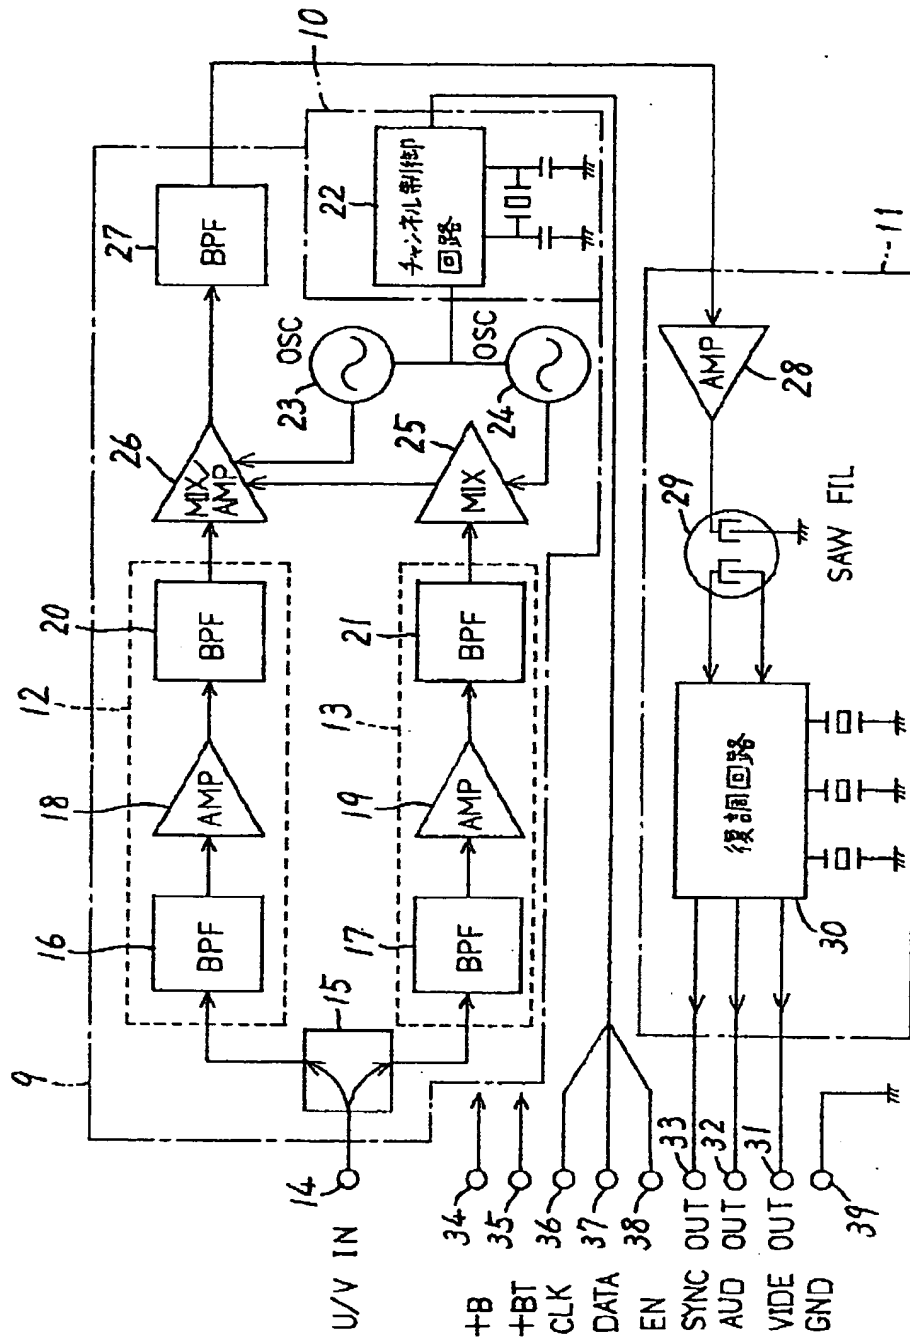 9
12
16
18
20
26
27
10
BPF
AMP
BPF
MIX/
AMP
BPF
OSC
23
22
チャンネル制御
回路
14
U/V IN
15
13
17
19
21
25
24
BPF
AMP
BPF
MIX
OSC
+B
34
+BT
35
CLK
36
DATA
37
EN
38
SYNC OUT
33
AUD OUT
32
VIDE OUT
31
GND
39
復調回路
30
29
SAW FIL
AMP
28
11